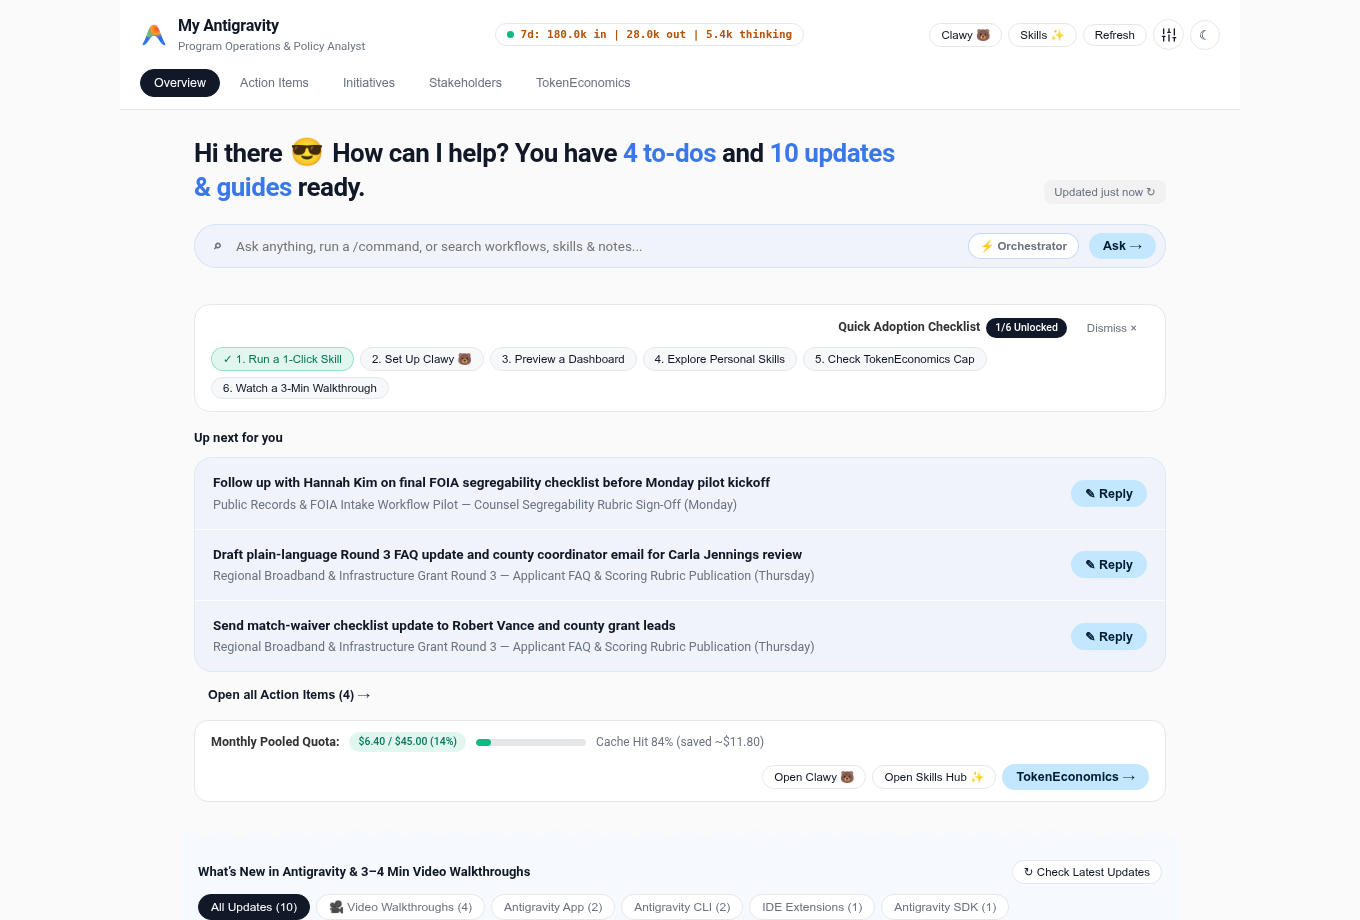 My Antigravity
Program Operations & Policy Analyst
7d: 180.0k in | 28.0k out | 5.4k thinking
Clawy 🐻
Skills ✨
Refresh
Overview
Action Items
Initiatives
Stakeholders
TokenEconomics
Hi there 😎 How can I help? You have 4 to-dos and 10 updates
& guides ready.
Updated just now ↻
Ask anything, run a /command, or search workflows, skills & notes...
⚡ Orchestrator
Ask →
Quick Adoption Checklist
1/6 Unlocked
Dismiss ×
✓ 1. Run a 1-Click Skill
2. Set Up Clawy 🐻
3. Preview a Dashboard
4. Explore Personal Skills
5. Check TokenEconomics Cap
6. Watch a 3-Min Walkthrough
Up next for you
Follow up with Hannah Kim on final FOIA segregability checklist before Monday pilot kickoff
Public Records & FOIA Intake Workflow Pilot — Counsel Segregability Rubric Sign-Off (Monday)
✎ Reply
Draft plain-language Round 3 FAQ update and county coordinator email for Carla Jennings review
Regional Broadband & Infrastructure Grant Round 3 — Applicant FAQ & Scoring Rubric Publication (Thursday)
✎ Reply
Send match-waiver checklist update to Robert Vance and county grant leads
Regional Broadband & Infrastructure Grant Round 3 — Applicant FAQ & Scoring Rubric Publication (Thursday)
✎ Reply
Open all Action Items (4) →
Monthly Pooled Quota:
$6.40 / $45.00 (14%)
Cache Hit 84% (saved ~$11.80)
Open Clawy 🐻
Open Skills Hub ✨
TokenEconomics →
What's New in Antigravity & 3–4 Min Video Walkthroughs
↻ Check Latest Updates
All Updates (10)
🎥 Video Walkthroughs (4)
Antigravity App (2)
Antigravity CLI (2)
IDE Extensions (1)
Antigravity SDK (1)